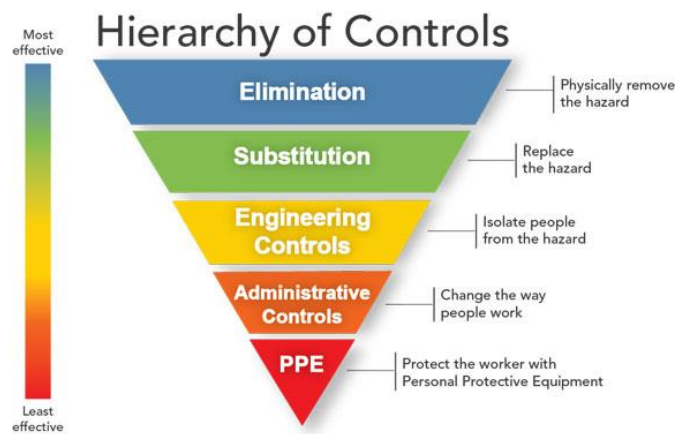 Hierarchy of Controls
Most
effective
Elimination
Physically remove
the hazard
Substitution
Replace
the hazard
Engineering
Controls
Isolate people
from the hazard
Administrative
Controls
Change the way
people work
PPE
Protect the worker with
Personal Protective Equipment
Least
effective